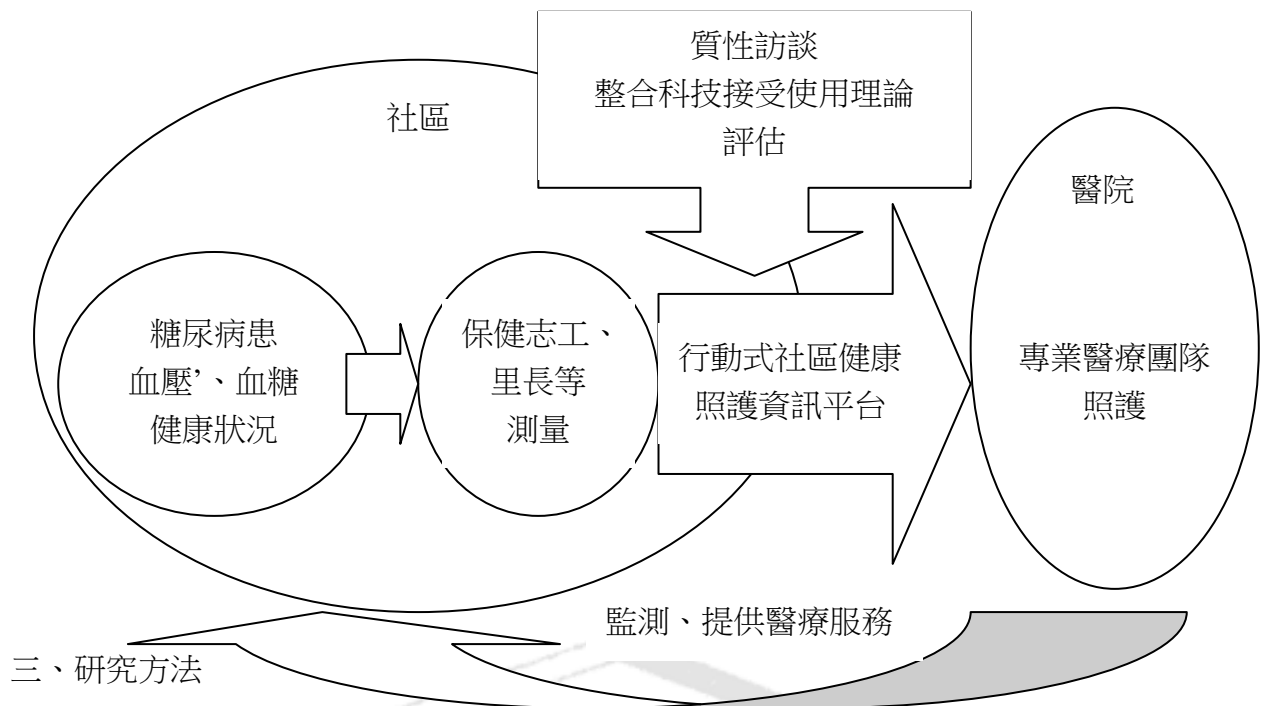 質性訪談
整合科技接受使用理論
評估
社區
醫院
糖尿病患
血壓’、血糖
健康狀況
保健志工、
里長等
測量
行動式社區健康
照護資訊平台
專業醫療團隊
照護
監測、提供醫療服務
三、研究方法